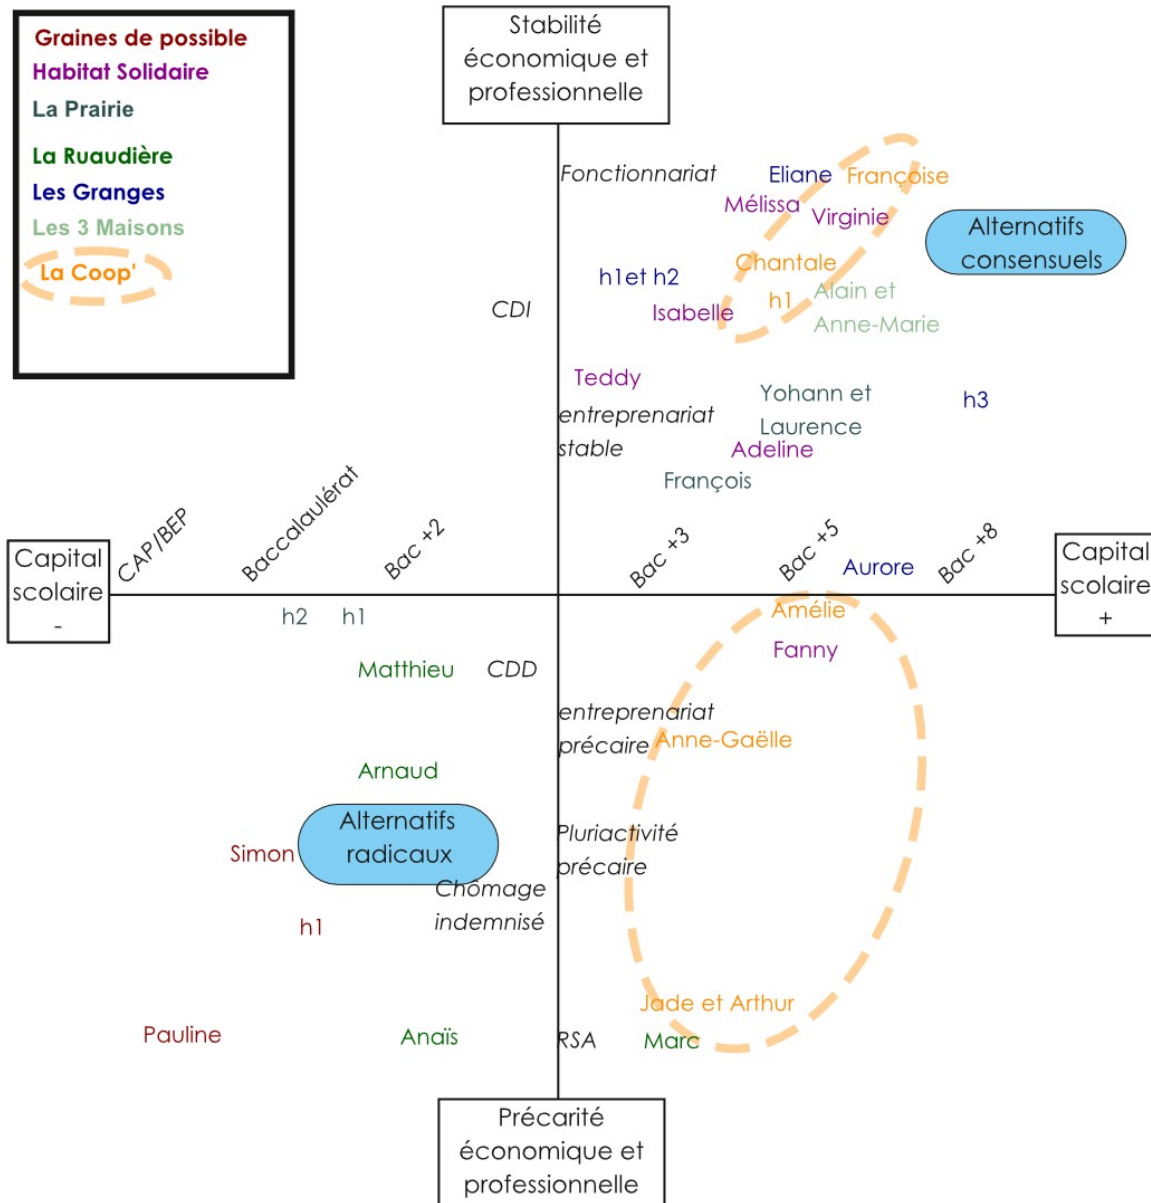 Graines de possible
Habitat Solidaire
La Prairie
La Ruaudière
Les Granges
Les 3 Maisons
La Coop'
Stabilité
économique et
professionnelle
Fonctionnariat
Eliane
Françoise
Mélissa
Virginie
Alternatifs
consensuels
Chantale
h1et h2
h1
Alain et
Anne-Marie
CDI
Isabelle
Teddy
Yohann et
Laurence
h3
entreprenariat
stable
Adeline
François
Capital
scolaire
-
CAP/BEP
Baccalaulérat
Bac +2
Bac +3
Bac +5
Bac +8
Aurore
Capital
scolaire
+
h2
h1
Amélie
Fanny
Matthieu
CDD
entreprenariat
précaire
Anne-Gaëlle
Arnaud
Alternatifs
radicaux
Pluriactivité
précaire
Simon
Chômage
indemnisé
h1
Jade et Arthur
Pauline
Anaïs
RSA
Marc
Précarité
économique et
professionnelle